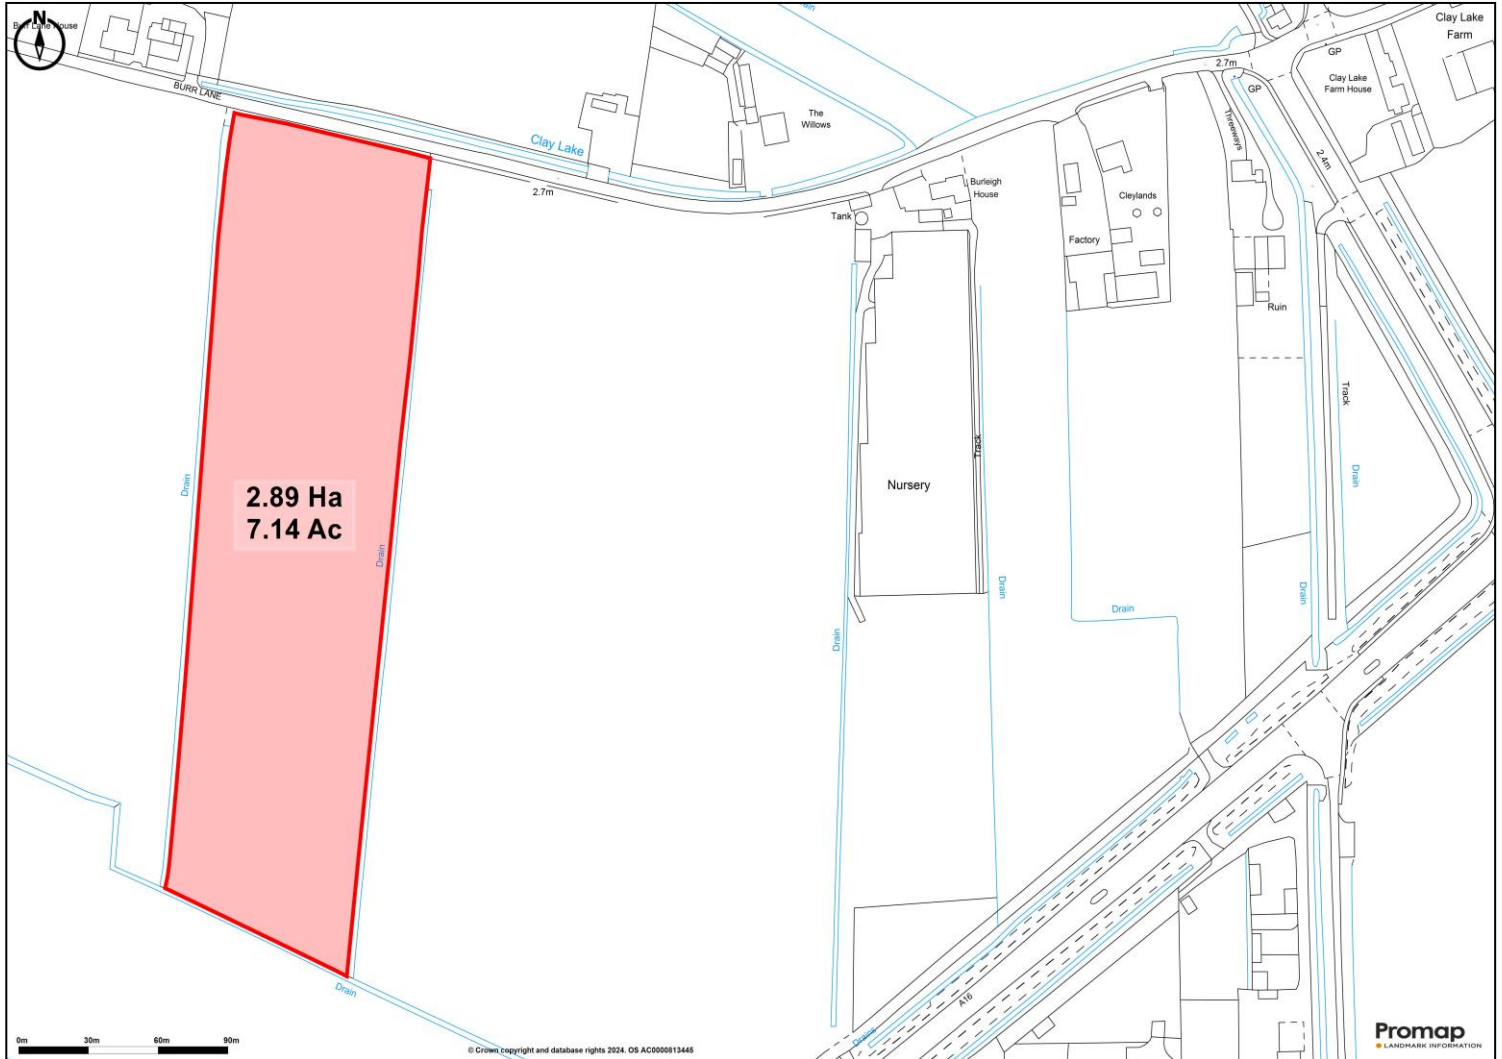 N
Burr Lane House
BURR LANE
Clay Lake
2.7m
The
Willows
Drain
2.7m
GP
GP
Clay Lake
Farm
Clay Lake
Farm House
Threeways
2.4m
Tank
Burleigh
House
Cleylands
Factory
Ruin
Track
Track
Nursery
Drain
2.89 Ha
7.14 Ac
Drain
Drain
Drain
Drain
Drain
Drain
Drain
A16
Drains
0m 30m 60m 90m
© Crown copyright and database rights 2024. OS AC0000813445
Promap
LANDMARK INFORMATION